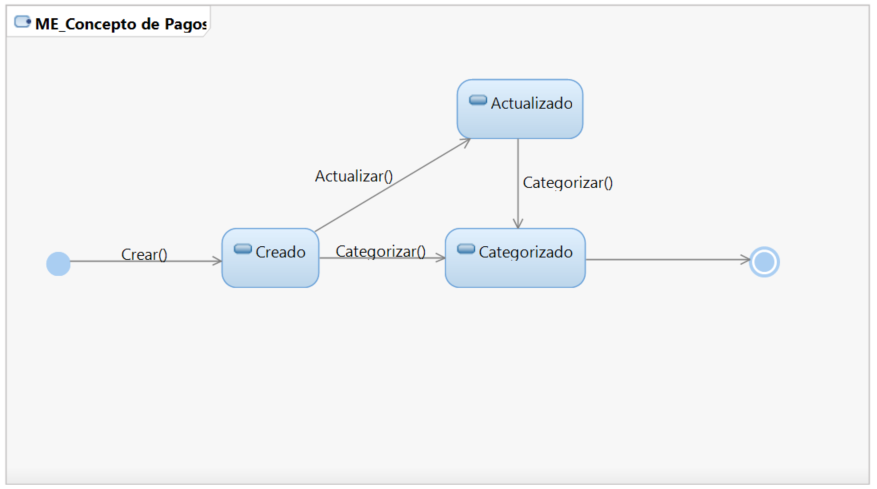 ME_Concepto de Pagos
Actualizado
Actualizar()
Categorizar()
Crear()
Creado
Categorizar()
Categorizado